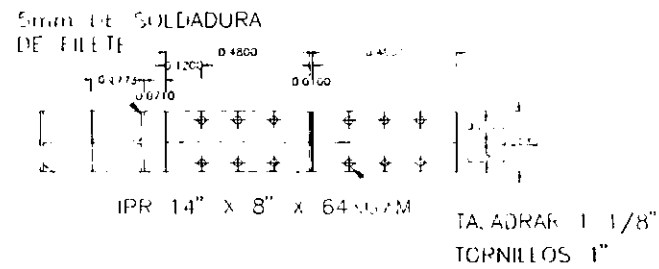 5mm DE SOLDADURA
DE FILETE
0.4800
0.1200
0.0710
0.0100
IPR 14" X 8" X 64
TALADRAR 1 1/8"
TORNILLOS 1"